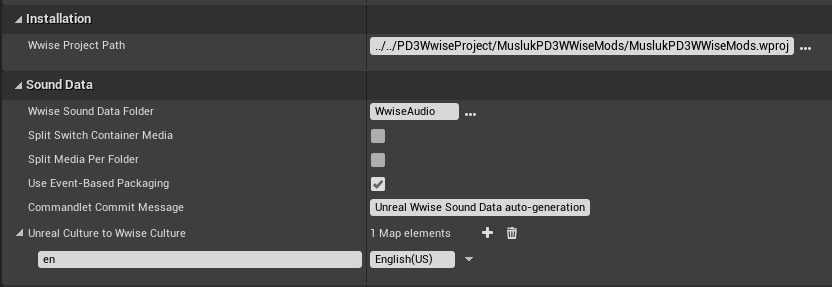 Installation
Wwise Project Path ../../PD3WwiseProject/MuslukPD3WWiseMods/MuslukPD3WWiseMods.wproj ...
Sound Data
Wwise Sound Data Folder WwiseAudio ...
Split Switch Container Media
Split Media Per Folder
Use Event-Based Packaging
Commandlet Commit Message Unreal Wwise Sound Data auto-generation
Unreal Culture to Wwise Culture 1 Map elements
en English(US)